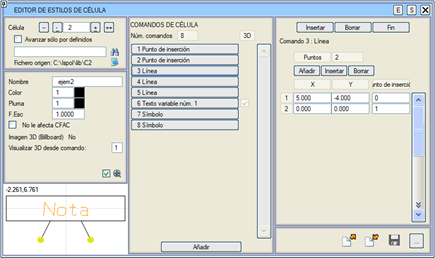 EDITOR DE ESTILOS DE CÉLULA
E S
Célula - . 2 + ↔
Avanzar sólo por definidos
Fichero origen: C:\Ispol\lib\C2
Nombre ejem2
Color 1
Pluma 1
F.Esc 1.0000
No le afecta CFAC
Imagen 3D (Billboard) No
Visualizar 3D desde comando: 1
-2.261,6.761
Nota
COMANDOS DE CÉLULA
Núm. comandos 8 3D
1 Punto de inserción
2 Punto de inserción
3 Línea
4 Línea
5 Línea
6 Texto variable núm. 1
7 Símbolo
8 Símbolo
Añadir
Insertar Borrar Fin
Comando 3 : Línea
Puntos 2
Añadir Insertar Borrar
X Y unto de inserció
1 5.000 -4.000 0
2 0.000 0.000 1
...